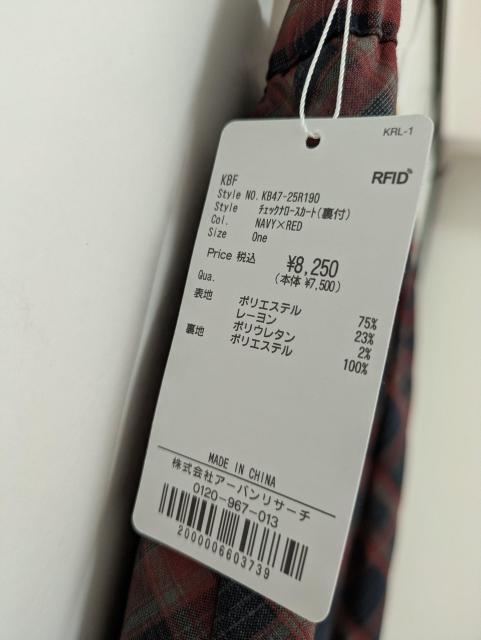 KRL-1
RFID
KBF
Style NO. KB47-25R190
Style チェックナロースカート(裏付)
Col. NAVY×RED
Size One
Price 税込 ¥8,250
(本体 ¥7,500)
Qua.
表地 ポリエステル 75%
レーヨン 23%
ポリウレタン 2%
裏地 ポリエステル 100%
MADE IN CHINA
株式会社アーバンリサーチ
0120-967-013
2000006603739